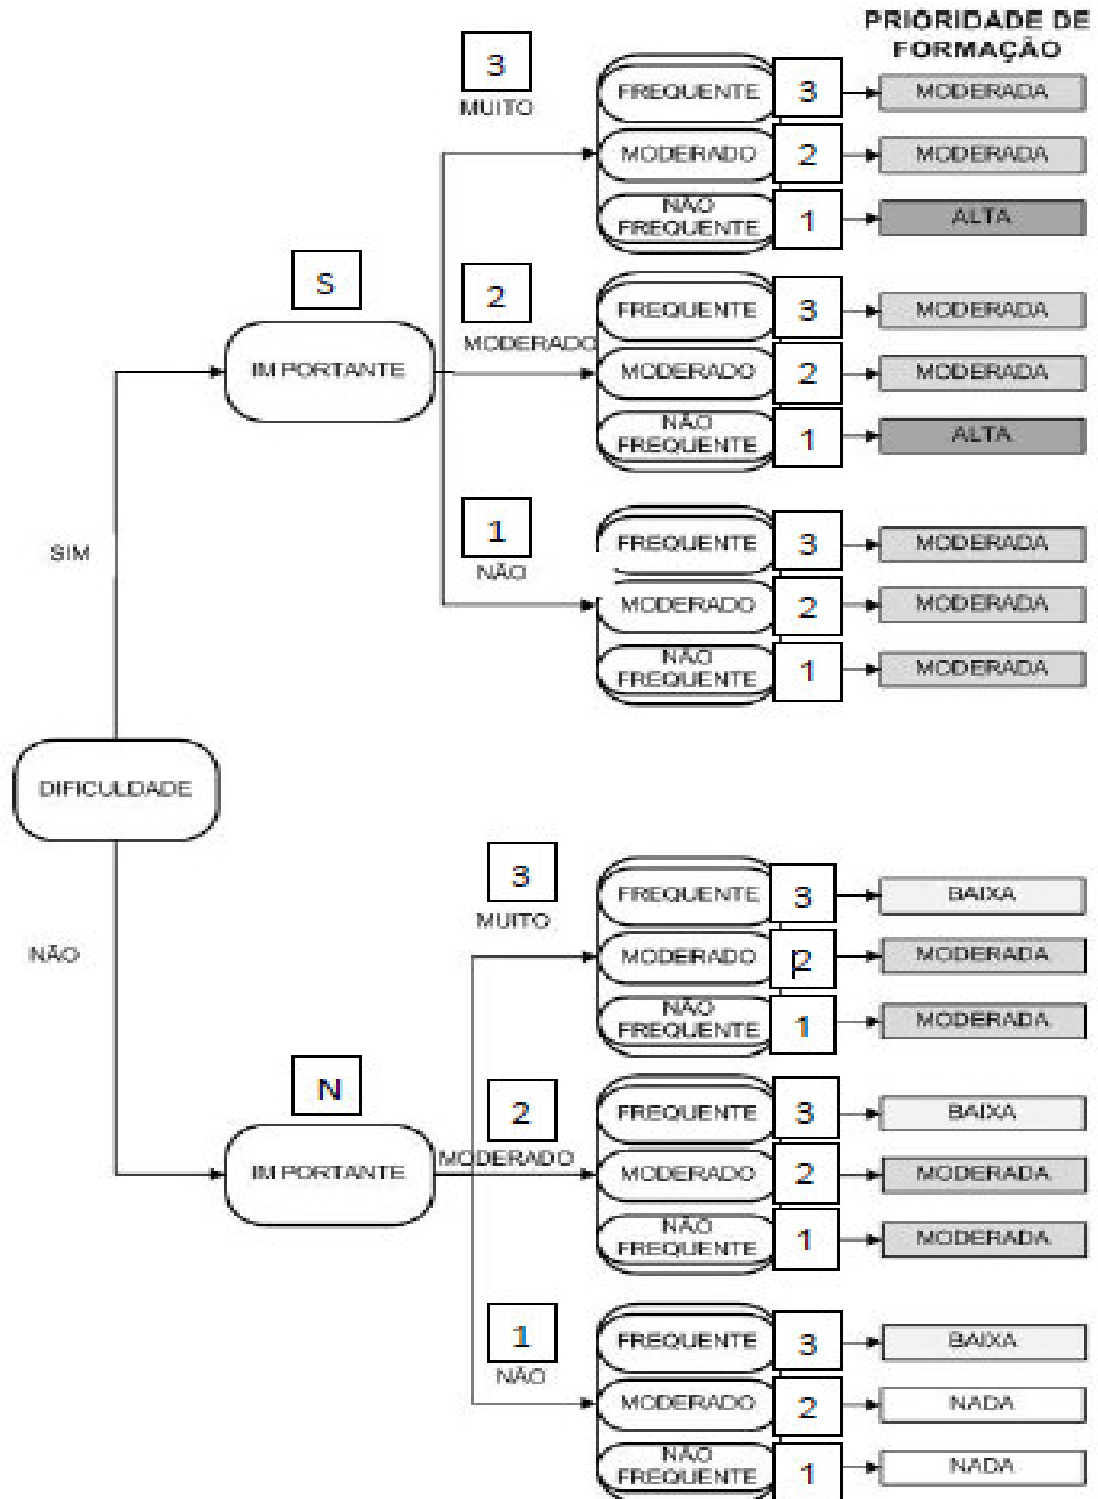 PRIORIDADE DE
FORMAÇÃO
3
MUITO
FREQUENTE 3 MODERADA
MODERADO 2 MODERADA
NÃO
FREQUENTE 1 ALTA
S
IMPORTANTE
2
MODERADO
FREQUENTE 3 MODERADA
MODERADO 2 MODERADA
NÃO
FREQUENTE 1 ALTA
1
NÃO
FREQUENTE 3 MODERADA
MODERADO 2 MODERADA
NÃO
FREQUENTE 1 MODERADA
SIM
DIFICULDADE
NÃO
3
MUITO
FREQUENTE 3 BAIXA
MODERADO 2 MODERADA
NÃO
FREQUENTE 1 MODERADA
N
IMPORTANTE
2
MODERADO
FREQUENTE 3 BAIXA
MODERADO 2 MODERADA
NÃO
FREQUENTE 1 MODERADA
1
NÃO
FREQUENTE 3 BAIXA
MODERADO 2 NADA
NÃO
FREQUENTE 1 NADA